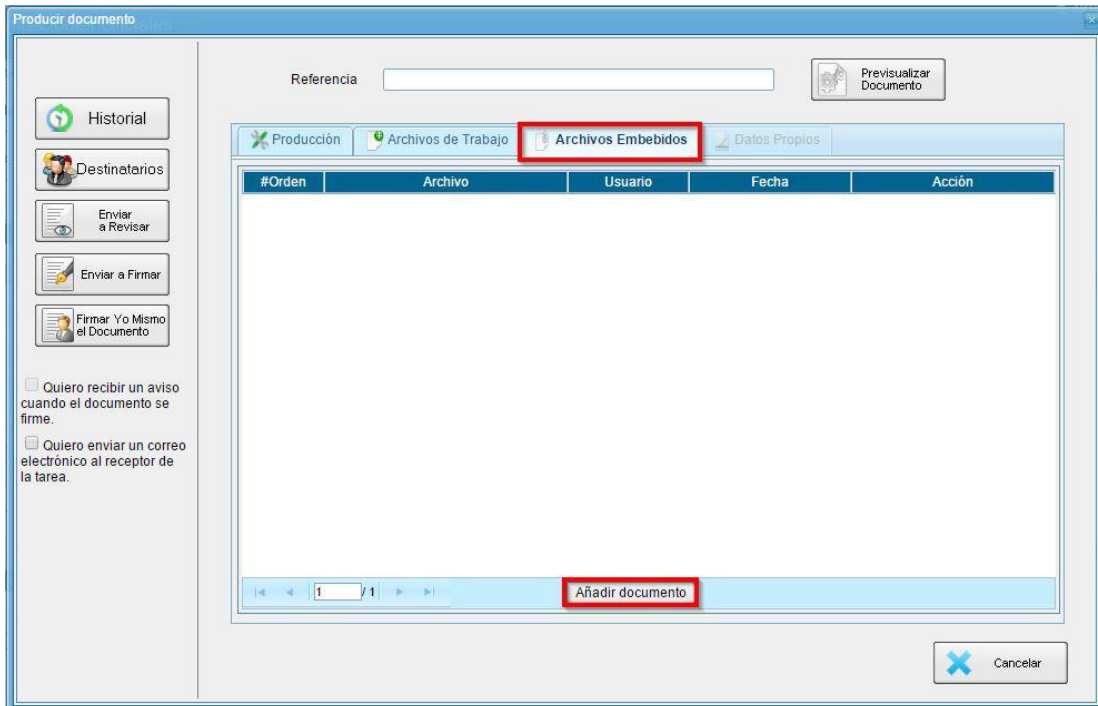 Producir documento
Referencia
Previsualizar
Documento
Historial
Destinatarios
Enviar
a Revisar
Enviar a Firmar
Firmar Yo Mismo
el Documento
Quiero recibir un aviso
cuando el documento se
firme.
Quiero enviar un correo
electrónico al receptor de
la tarea.
Producción
Archivos de Trabajo
Archivos Embebidos
Datos Propios
#Orden
Archivo
Usuario
Fecha
Acción
1 / 1
Añadir documento
Cancelar